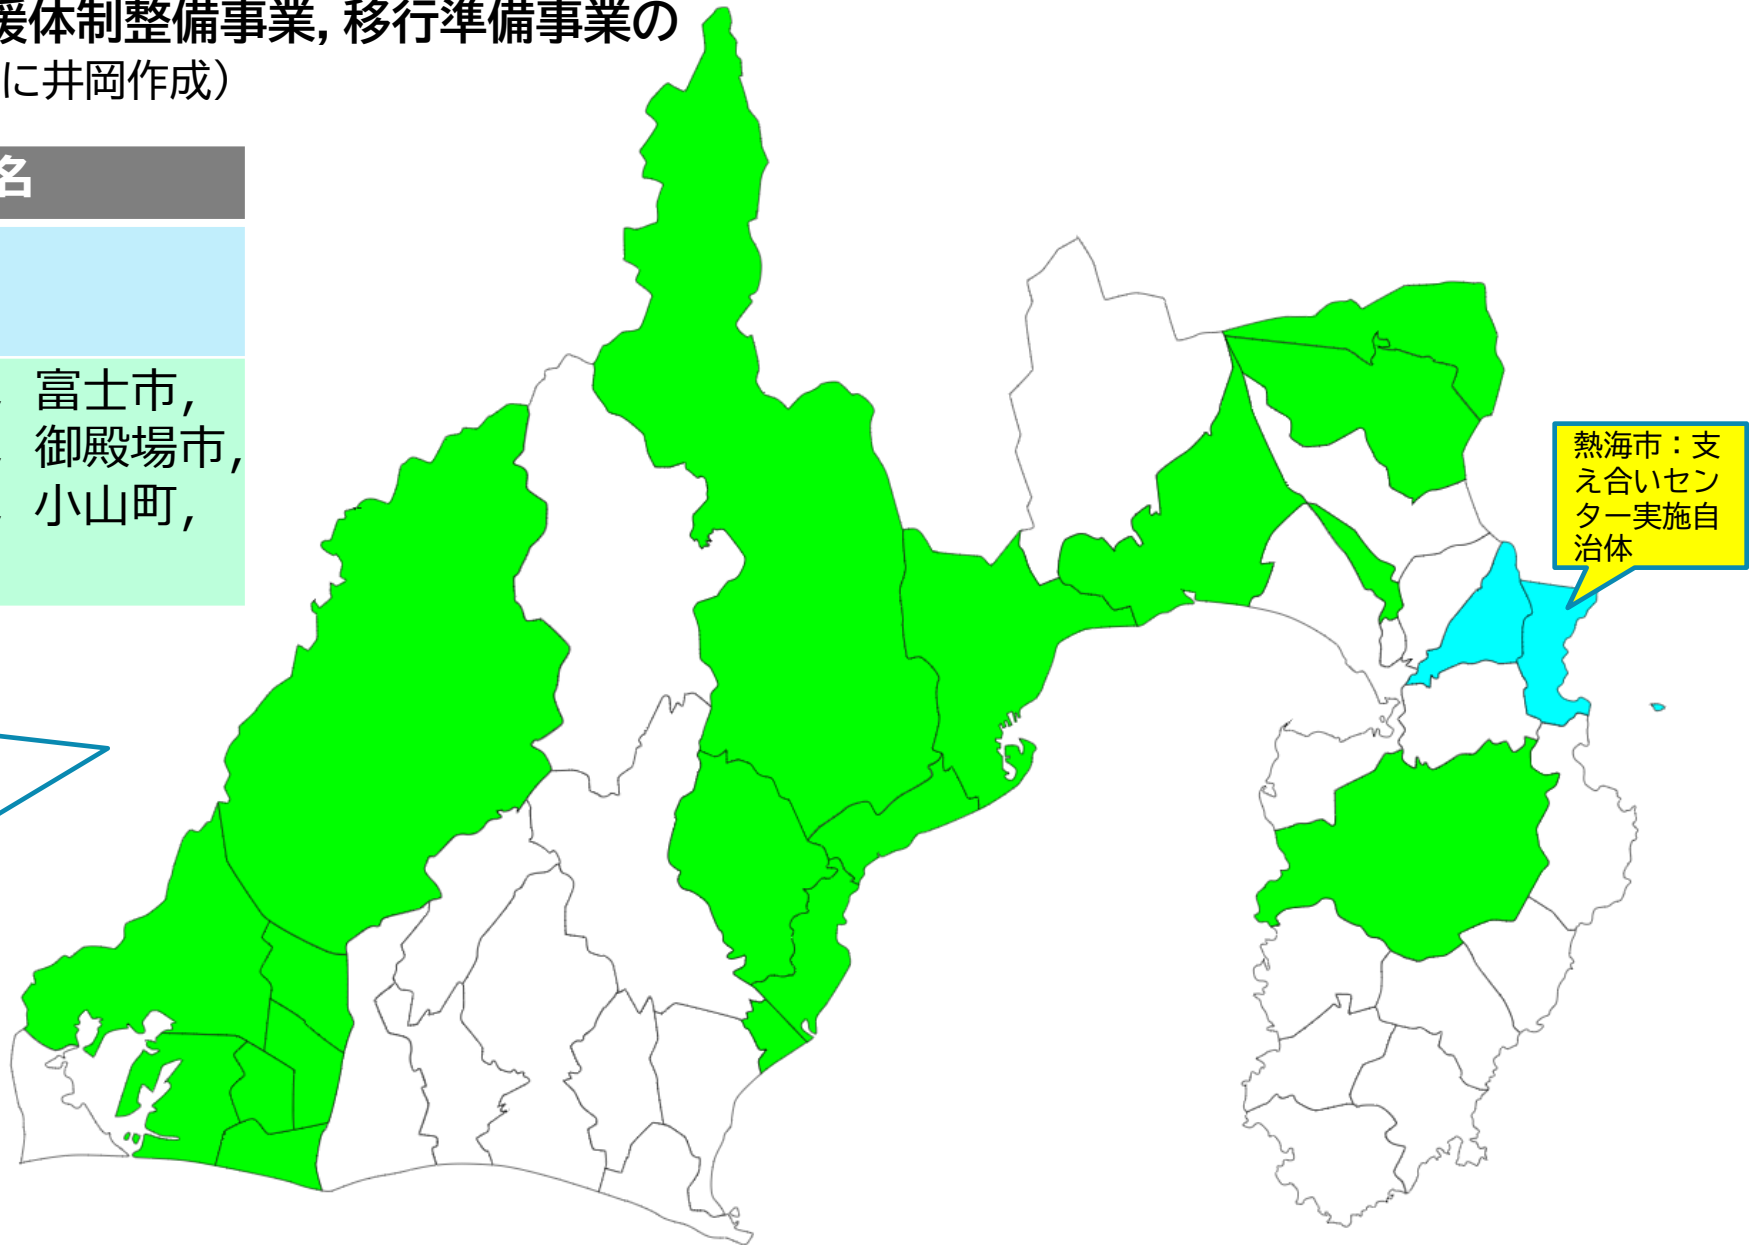 援体制整備事業, 移行準備事業の
に井岡作成）
名
富士市,
御殿場市,
小山町,
熱海市：支
え合いセン
ター実施自
治体